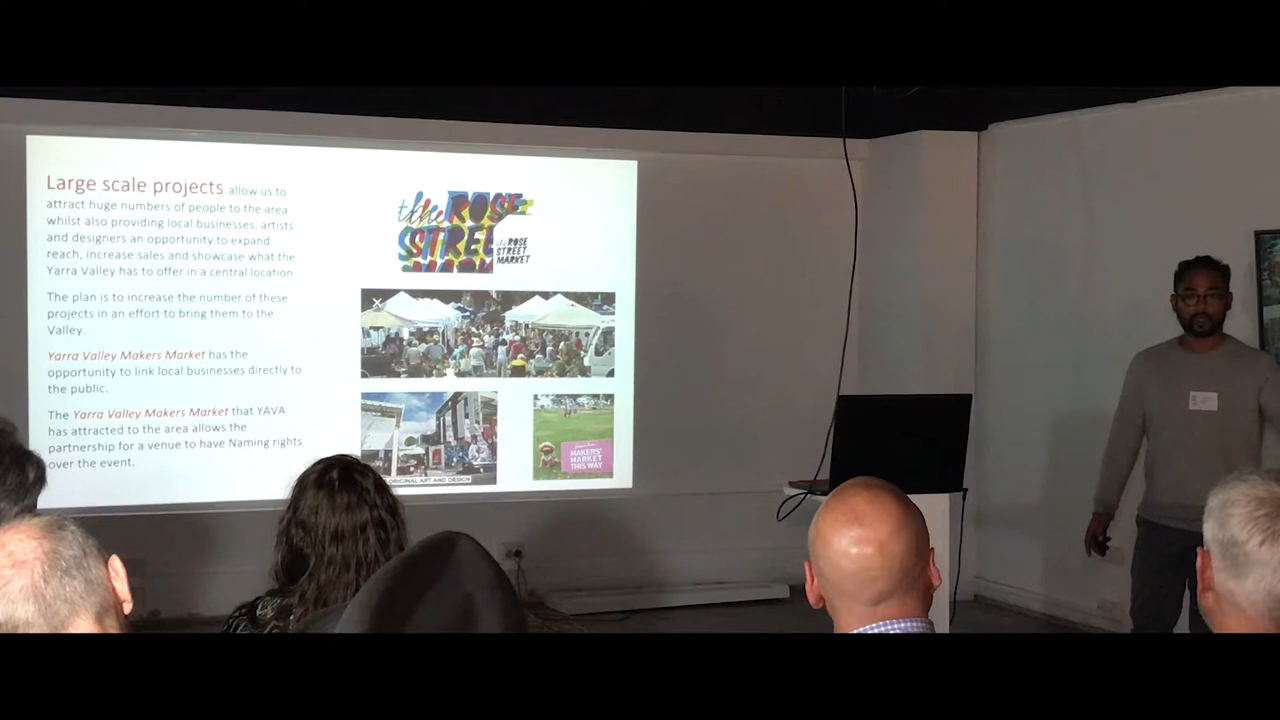 Large scale projects allow us to
attract huge numbers of people to the area
whilst also providing local businesses, artists
and designers an opportunity to expand
reach, increase sales and showcase what the
Yarra Valley has to offer in a central location
The plan is to increase the number of these
projects in an effort to bring them to the
Valley.
Yarra Valley Makers Market has the
opportunity to link local businesses directly to
the public.
The Yarra Valley Makers Market that YAVA
has attracted to the area allows the
partnership for a venue to have Naming rights
over the event.
the ROSE
STREET
MARKET
the ROSE
STREET
MARKET
ORIGINAL ART AND DESIGN
MAKERS'
MARKET
THIS WAY